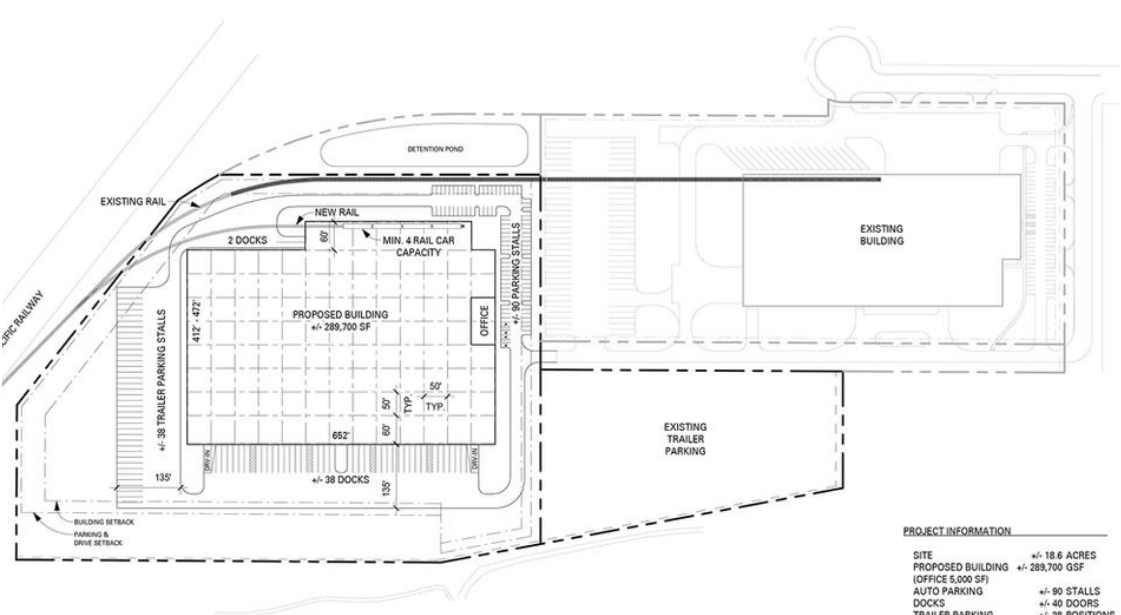 DETENTION POND
EXISTING RAIL
NEW RAIL
2 DOCKS
60'
MIN. 4 RAIL CAR
CAPACITY
EXISTING
BUILDING
+/- 90 PARKING STALLS
RAILWAY
+/- 38 TRAILER PARKING STALLS
412' - 472'
PROPOSED BUILDING
+/- 289,700 SF
OFFICE
50'
TYP.
50'
TYP.
60'
652'
EXISTING
TRAILER
PARKING
DRV-IN
DRV-IN
+/- 38 DOCKS
135'
135'
BUILDING SETBACK
PARKING &
DRIVE SETBACK
PROJECT INFORMATION
SITE +/- 18.6 ACRES
PROPOSED BUILDING +/- 289,700 GSF
(OFFICE 5,000 SF)
AUTO PARKING +/- 90 STALLS
DOCKS +/- 40 DOORS
TRAILER PARKING +/- 38 POSITIONS